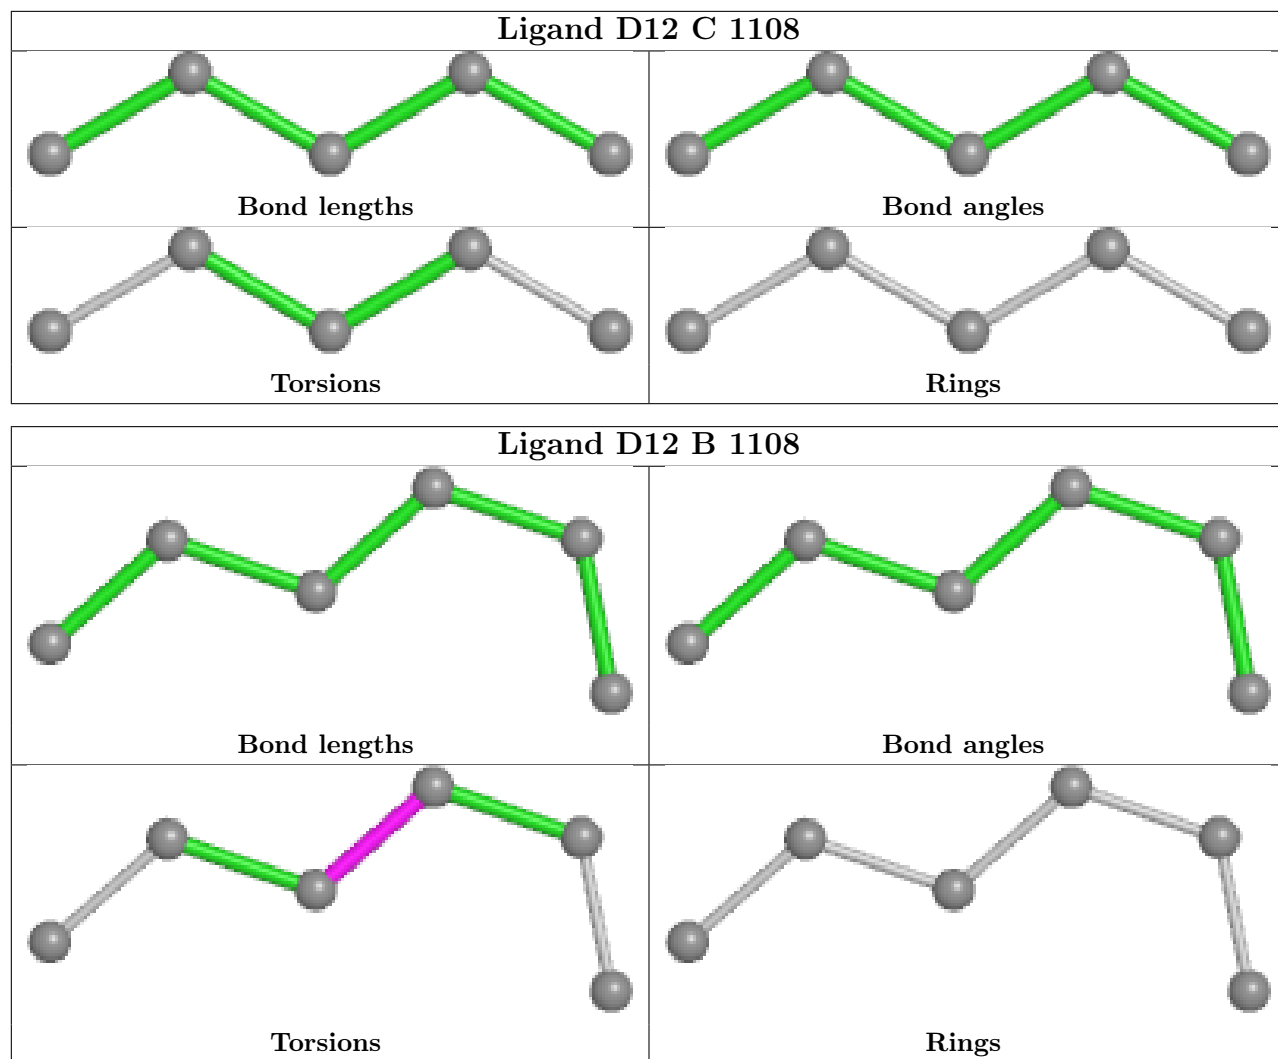 Ligand D12 C 1108
Bond lengths
Bond angles
Torsions
Rings
Ligand D12 B 1108
Bond lengths
Bond angles
Torsions
Rings